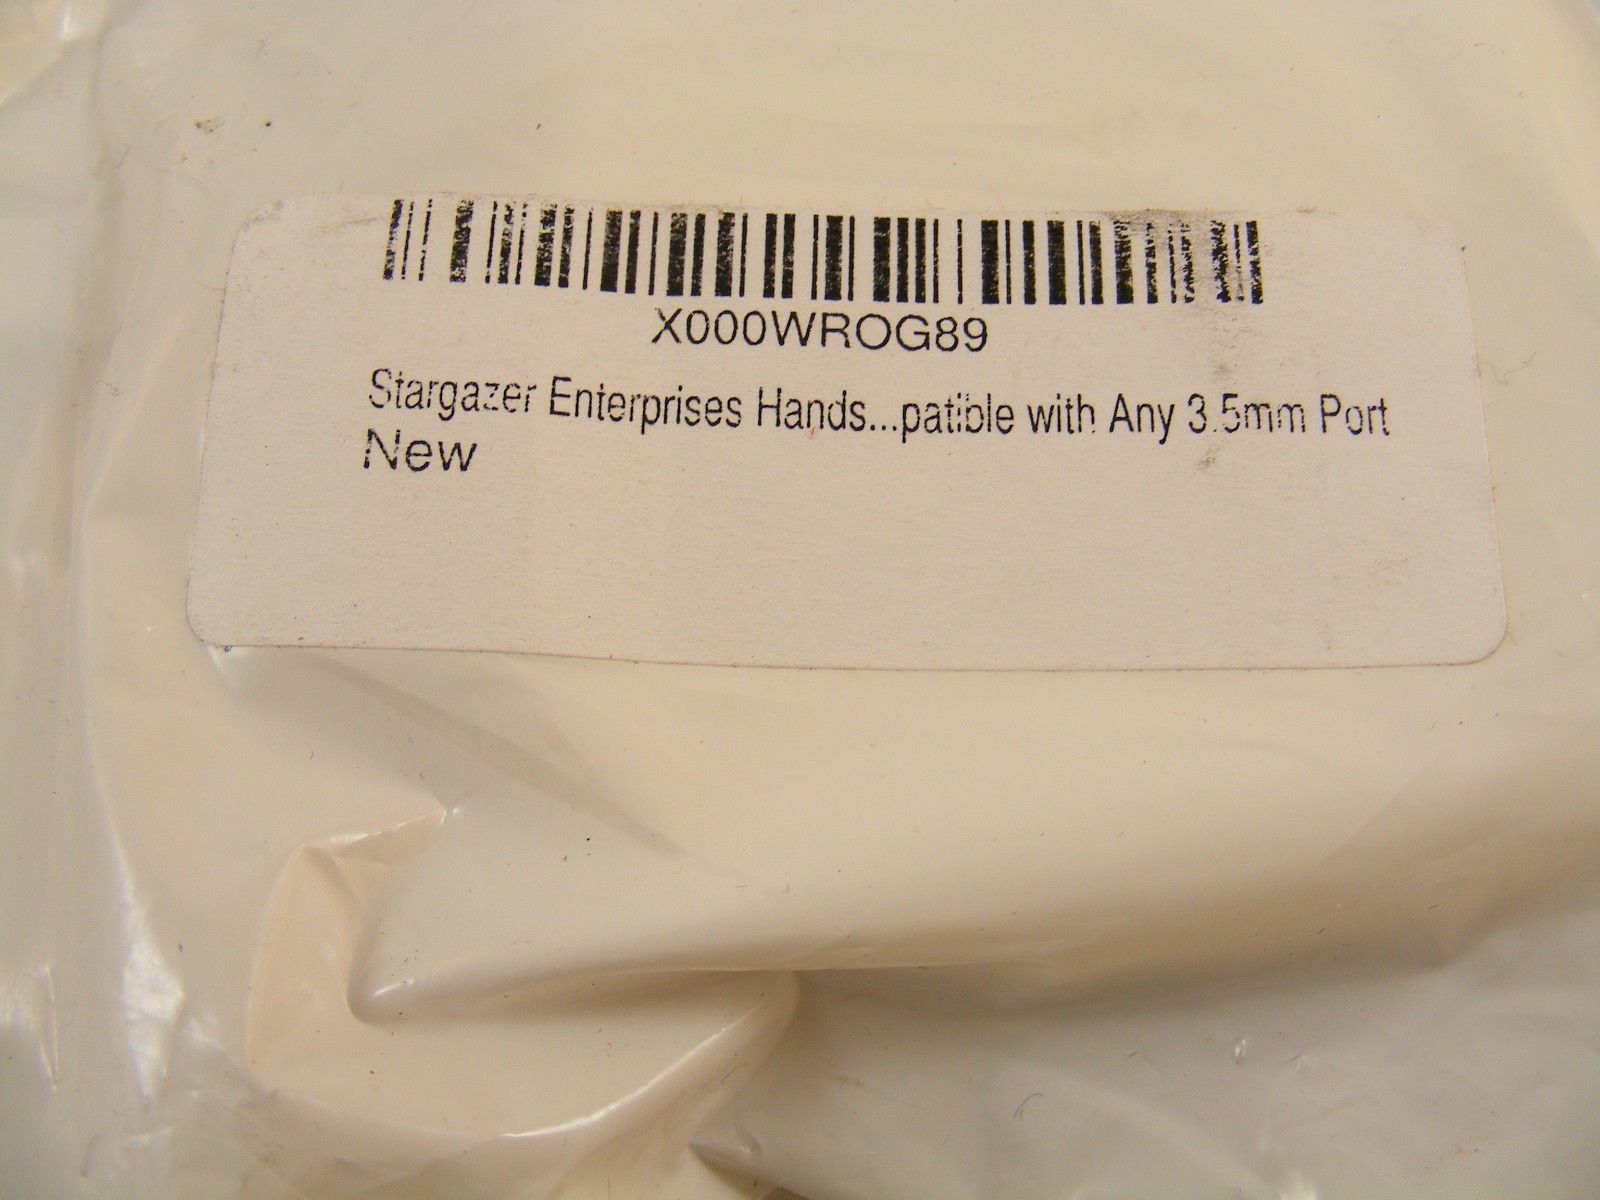 X000WROG89
Stargazer Enterprises Hands...patible with Any 3.5mm Port
New